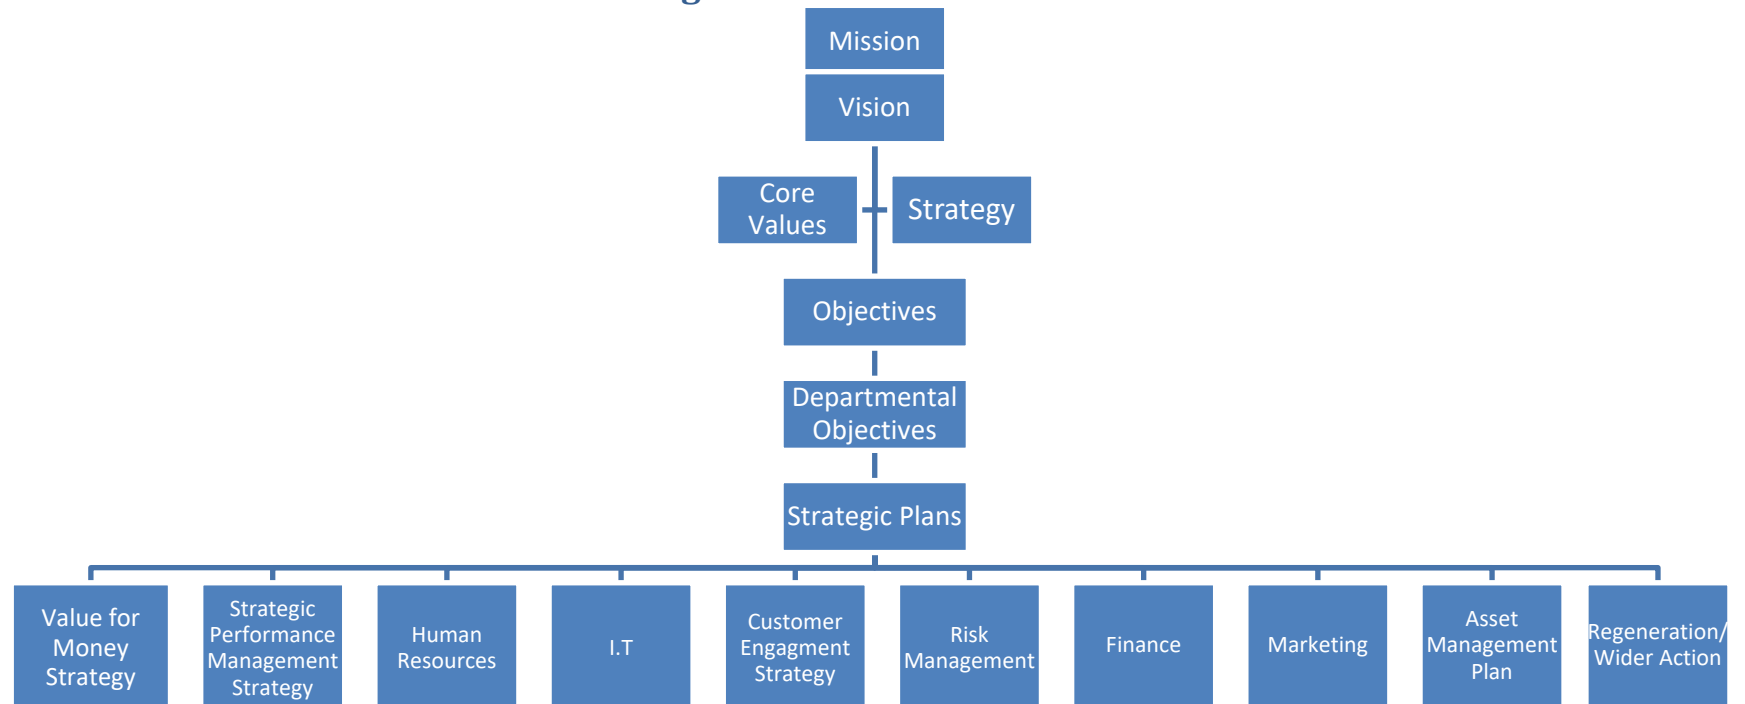 Mission
Vision
Core
Values
Strategy
Objectives
Departmental
Objectives
Strategic Plans
Value for
Money
Strategy
Strategic
Performance
Management
Strategy
Human
Resources
I.T
Customer
Engagment
Strategy
Risk
Management
Finance
Marketing
Asset
Management
Plan
Regeneration/
Wider Action